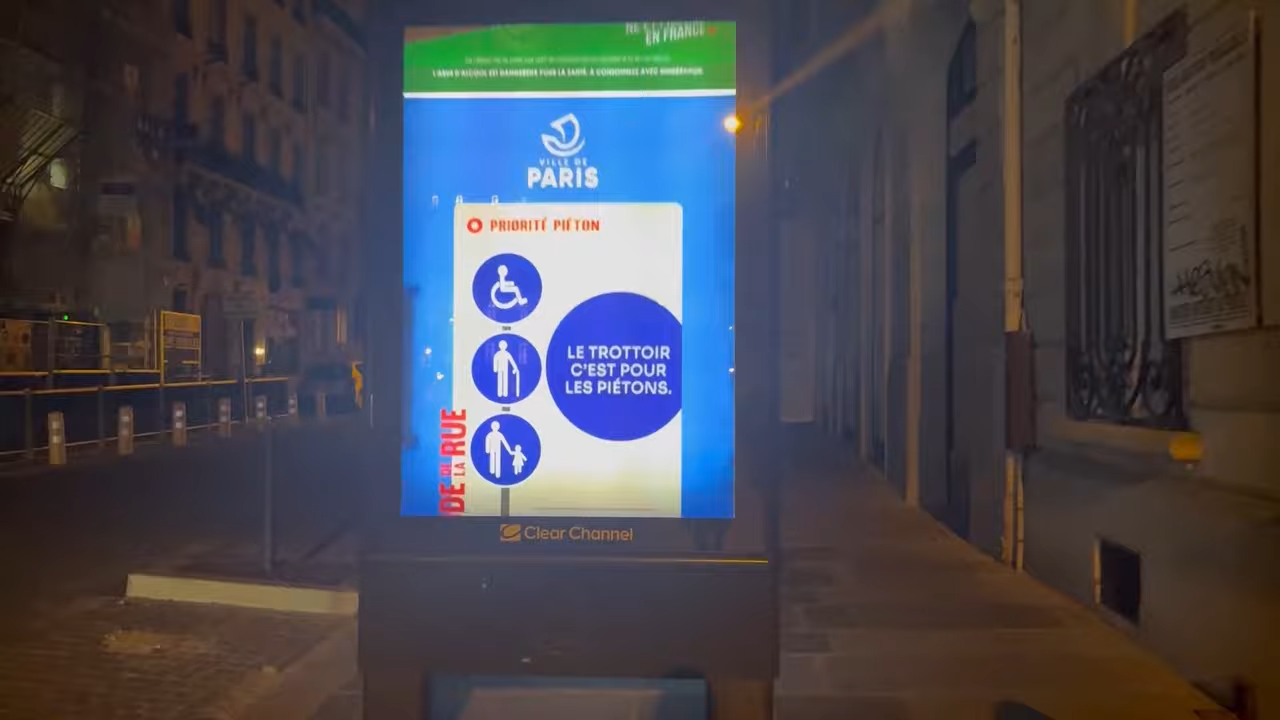 EN FRANCE
L'ABUS D'ALCOOL EST DANGEREUX POUR LA SANTÉ. À CONSOMMER AVEC MODÉRATION.
VILLE DE
PARIS
PRIORITÉ PIÉTON
LE TROTTOIR
C'EST POUR
LES PIÉTONS.
DE DE LA RUE
Clear Channel